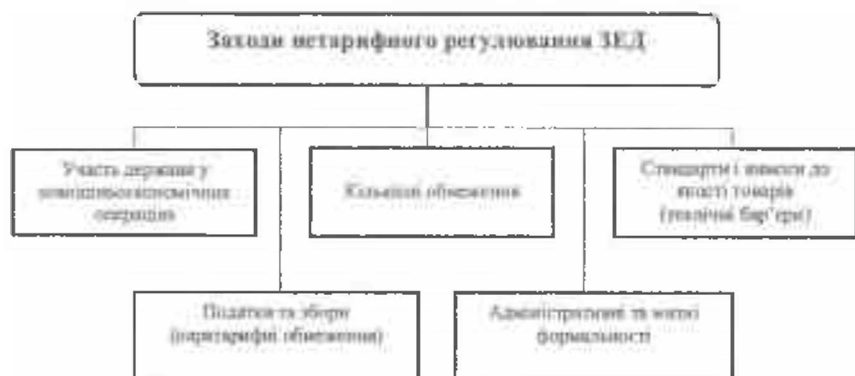 Заходи нетарифного регулювання ЗЕД
Участь держави у
зовнішньоекономічних
операціях
Кількісні обмеження
Стандарти і вимоги до
якості товарів
(технічні бар'єри)
Податки та збори
(паратарифні обмеження)
Адміністративні та митні
формальності